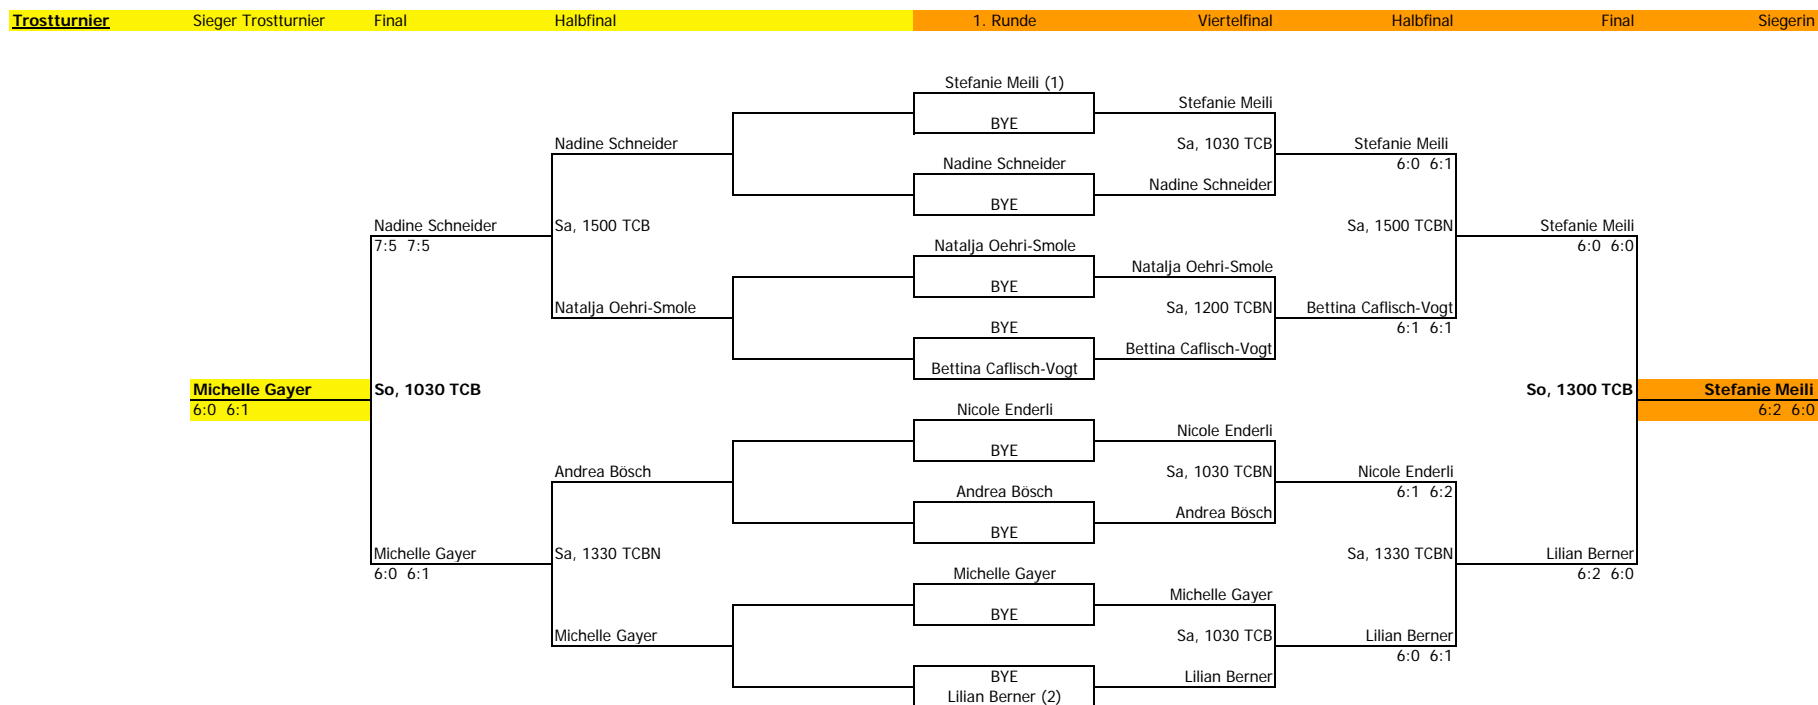 Trostturnier Sieger Trostturnier Final Halbfinal 1. Runde Viertelfinal Halbfinal Final Siegerin
Stefanie Meili (1)
Stefanie Meili
BYE
Nadine Schneider Sa, 1030 TCB Stefanie Meili
Nadine Schneider 6:0 6:1
Nadine Schneider
BYE
Nadine Schneider Sa, 1500 TCB Sa, 1500 TCBN Stefanie Meili
7:5 7:5 Natalja Oehri-Smole 6:0 6:0
Natalja Oehri-Smole
BYE
Natalja Oehri-Smole Sa, 1200 TCBN Bettina Caflisch-Vogt
BYE 6:1 6:1
Bettina Caflisch-Vogt
Bettina Caflisch-Vogt
Michelle Gayer So, 1030 TCB So, 1300 TCB Stefanie Meili
6:0 6:1 Nicole Enderli 6:2 6:0
Nicole Enderli
BYE
Andrea Bösch Sa, 1030 TCBN Nicole Enderli
Andrea Bösch 6:1 6:2
Andrea Bösch
BYE
Michelle Gayer Sa, 1330 TCBN Sa, 1330 TCBN Lilian Berner
6:0 6:1 Michelle Gayer 6:2 6:0
Michelle Gayer
BYE
Michelle Gayer Sa, 1030 TCB Lilian Berner
6:0 6:1
BYE Lilian Berner
Lilian Berner (2)